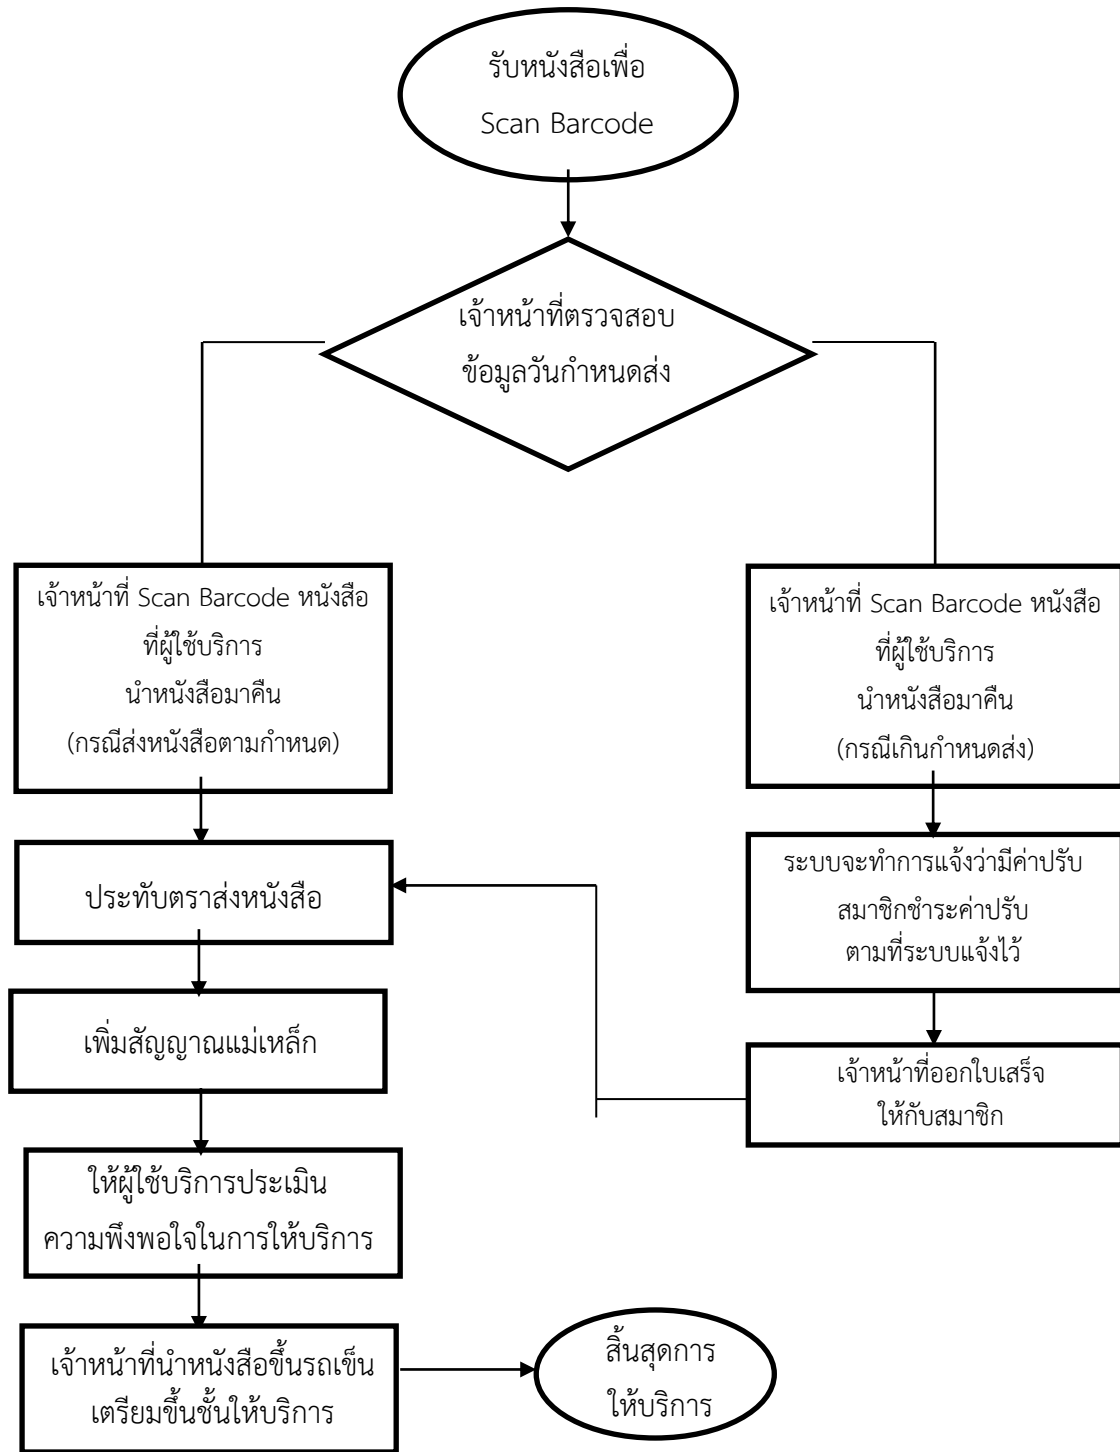 รับหนังสือเพื่อ
Scan Barcode
เจ้าหน้าที่ตรวจสอบ
ข้อมูลวันกำหนดส่ง
เจ้าหน้าที่ Scan Barcode หนังสือ
ที่ผู้ใช้บริการ
นำหนังสือมาคืน
(กรณีส่งหนังสือตามกำหนด)
เจ้าหน้าที่ Scan Barcode หนังสือ
ที่ผู้ใช้บริการ
นำหนังสือมาคืน
(กรณีเกินกำหนดส่ง)
ระบบจะทำการแจ้งว่ามีค่าปรับ
สมาชิกชำระค่าปรับ
ตามที่ระบบแจ้งไว้
เจ้าหน้าที่ออกใบเสร็จ
ให้กับสมาชิก
ประทับตราส่งหนังสือ
เพิ่มสัญญาณแม่เหล็ก
ให้ผู้ใช้บริการประเมิน
ความพึงพอใจในการให้บริการ
เจ้าหน้าที่นำหนังสือขึ้นรถเข็น
เตรียมขึ้นชั้นให้บริการ
สิ้นสุดการ
ให้บริการ